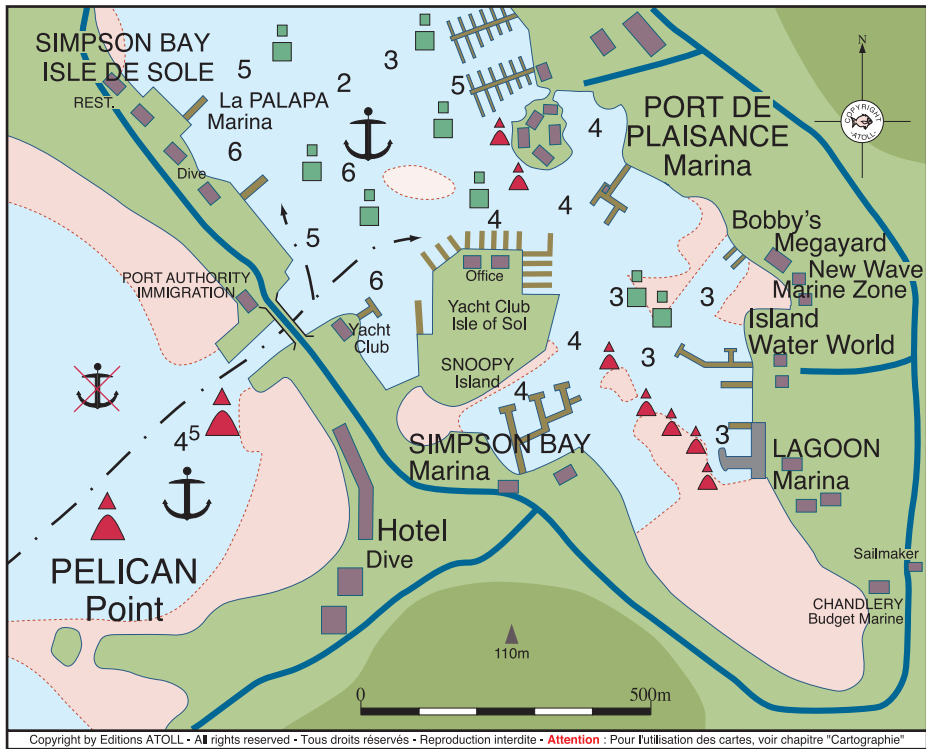 SIMPSON BAY
ISLE DE SOLE
REST.
La PALAPA
Marina
Dive
5
2
3
5
6
6
4
4
4
5
6
PORT DE
PLAISANCE
Marina
N
COPYRIGHT
"ATOLL"
Bobby's
Megayard
New Wave
Marine Zone
Island
Water World
PORT AUTHORITY
IMMIGRATION
Yacht
Club
Office
Yacht Club
Isle of Sol
SNOOPY
Island
3
3
4
3
4
3
4⁵
SIMPSON BAY
Marina
LAGOON
Marina
Hotel
Dive
PELICAN
Point
Sailmaker
CHANDLERY
Budget Marine
110m
0
500m
Copyright by Editions ATOLL - All rights reserved - Tous droits réservés - Reproduction interdite - Attention : Pour l'utilisation des cartes, voir chapitre "Cartographie"